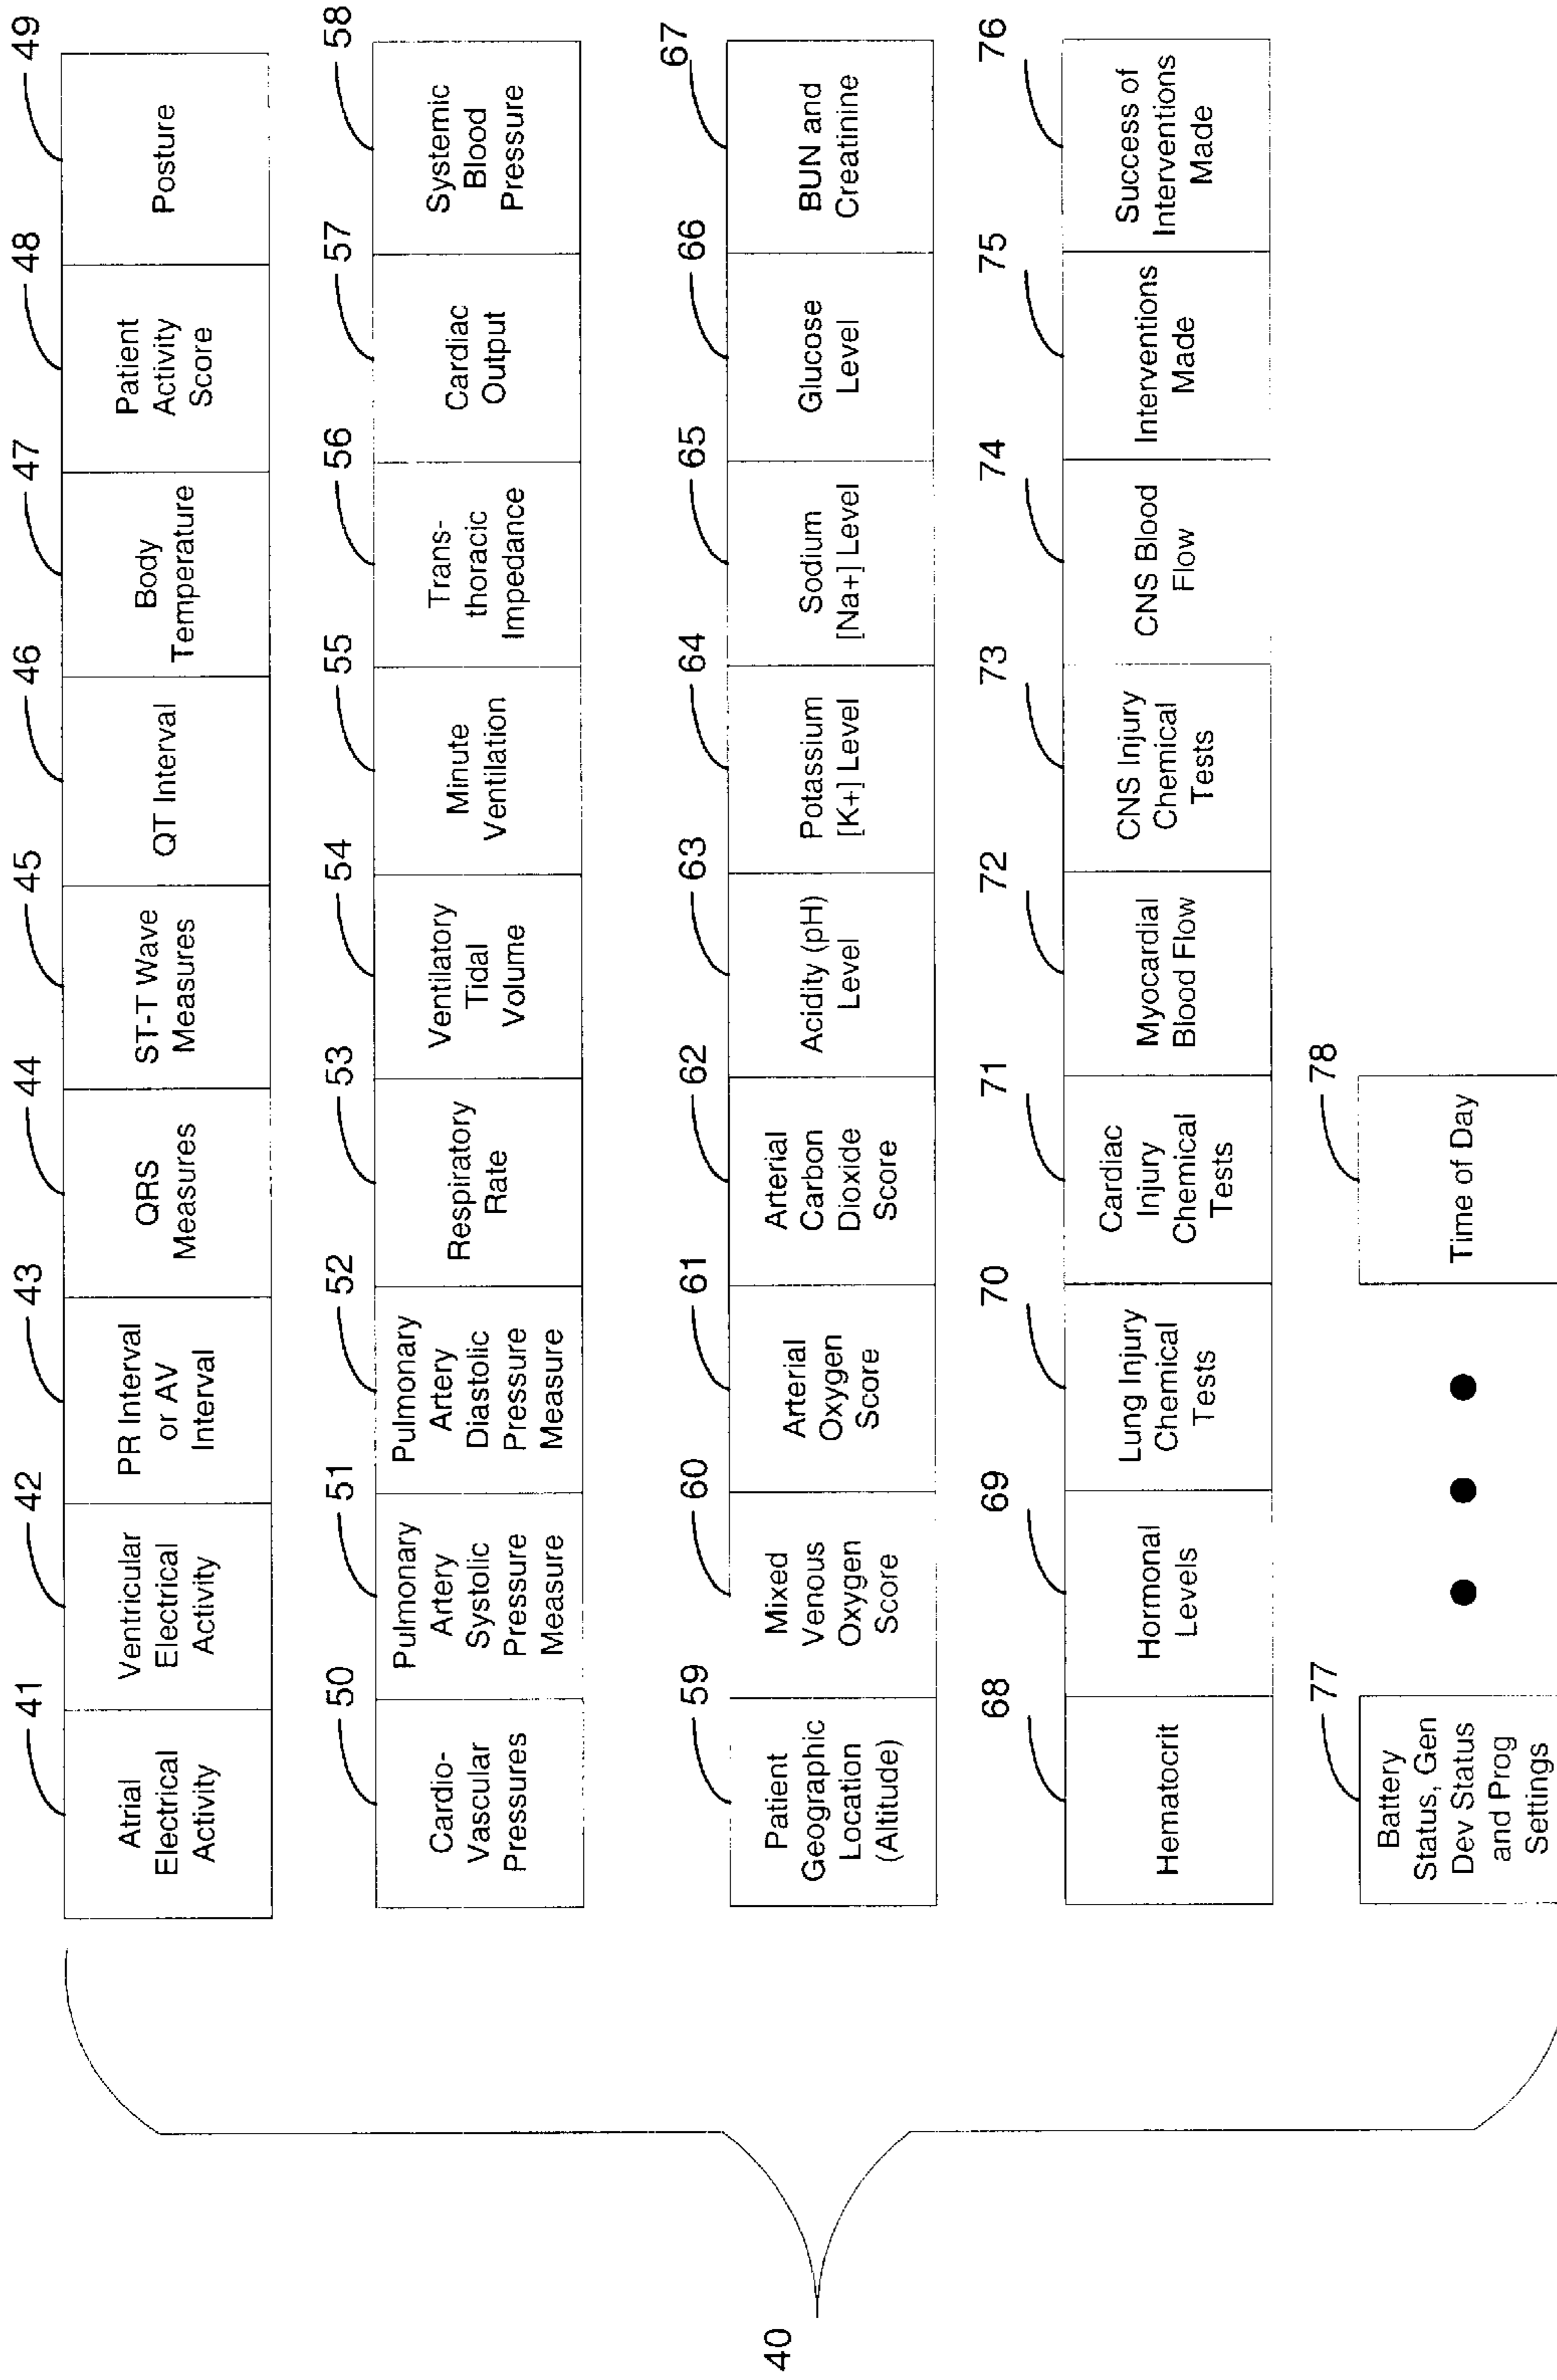 40
41
42
43
44
45
46
47
48
49
Atrial
Electrical
Activity
Ventricular
Electrical
Activity
PR Interval
or AV
Interval
QRS
Measures
ST-T Wave
Measures
QT Interval
Body
Temperature
Patient
Activity
Score
Posture
50
51
52
53
54
55
56
57
58
Cardio-
Vascular
Pressures
Pulmonary
Artery
Systolic
Pressure
Measure
Pulmonary
Artery
Diastolic
Pressure
Measure
Respiratory
Rate
Ventilatory
Tidal
Volume
Minute
Ventilation
Trans-
thoracic
Impedance
Cardiac
Output
Systemic
Blood
Pressure
59
60
61
62
63
64
65
66
67
Patient
Geographic
Location
(Altitude)
Mixed
Venous
Oxygen
Score
Arterial
Oxygen
Score
Arterial
Carbon
Dioxide
Score
Acidity (pH)
Level
Potassium
[K+] Level
Sodium
[Na+] Level
Glucose
Level
BUN and
Creatinine
68
69
70
71
72
73
74
75
76
Hematocrit
Hormonal
Levels
Lung Injury
Chemical
Tests
Cardiac
Injury
Chemical
Tests
Myocardial
Blood Flow
CNS Injury
Chemical
Tests
CNS Blood
Flow
Interventions
Made
Success of
Interventions
Made
77
78
Battery
Status, Gen
Dev Status
and Prog
Settings
Time of Day